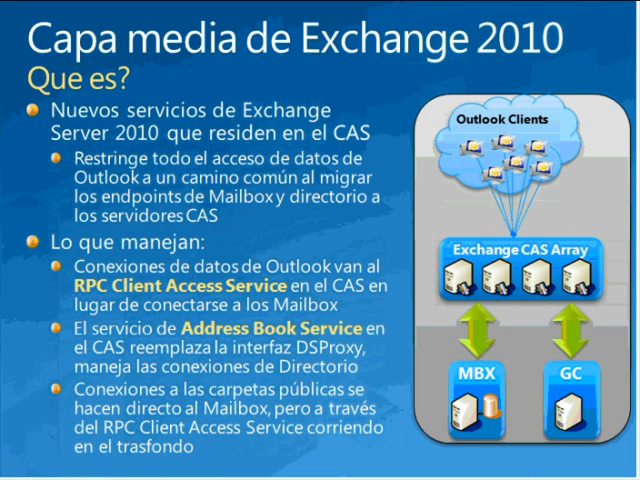 Capa media de Exchange 2010
Que es?
Nuevos servicios de Exchange
Server 2010 que residen en el CAS
Restringe todo el acceso de datos de
Outlook a un camino común al migrar
los endpoints de Mailbox y directorio a
los servidores CAS
Lo que manejan:
Conexiones de datos de Outlook van al
RPC Client Access Service en el CAS en
lugar de conectarse a los Mailbox
El servicio de Address Book Service en
el CAS reemplaza la interfaz DSProxy,
maneja las conexiones de Directorio
Conexiones a las carpetas públicas se
hacen directo al Mailbox, pero a través
del RPC Client Access Service corriendo
en el trasfondo
Outlook Clients
Exchange CAS Array
MBX
GC